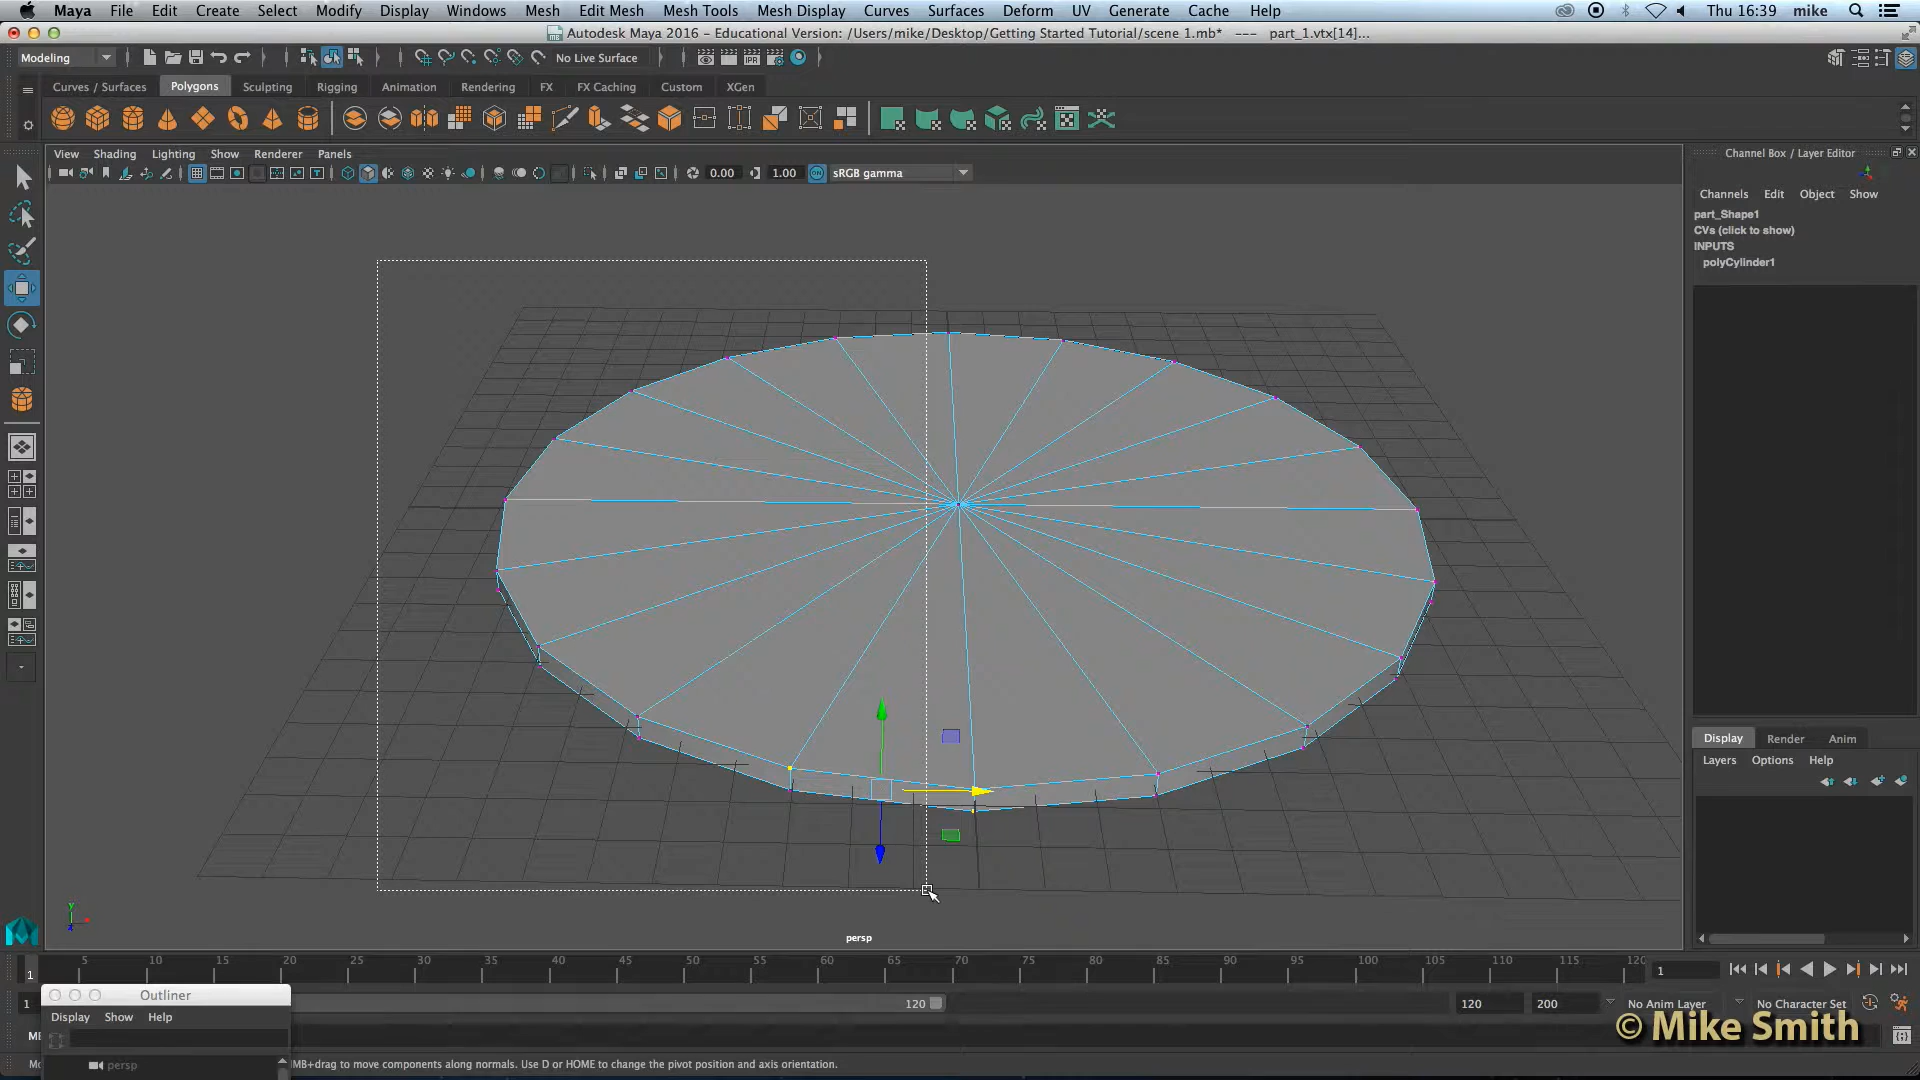 Maya File Edit Create Select Modify Display Windows Mesh Edit Mesh Mesh Tools Mesh Display Curves Surfaces Deform UV Generate Cache Help Thu 16:39 mike
Autodesk Maya 2016 - Educational Version: /Users/mike/Desktop/Getting Started Tutorial/scene 1.mb* --- part_1.vtx[14]...
Modeling No Live Surface
Curves / Surfaces Polygons Sculpting Rigging Animation Rendering FX FX Caching Custom XGen
View Shading Lighting Show Renderer Panels
0.00 1.00 sRGB gamma
Channel Box / Layer Editor
Channels Edit Object Show
part_Shape1
CVs (click to show)
INPUTS
polyCylinder1
Display Render Anim
Layers Options Help
persp
5 10 15 20 25 30 35 40 45 50 55 60 65 70 75 80 85 90 95 100 105 110 115 120
1 1
1 120 120 200 No Anim Layer No Character Set
Outliner
Display Show Help
persp
MB+drag to move components along normals. Use D or HOME to change the pivot position and axis orientation.
© Mike Smith